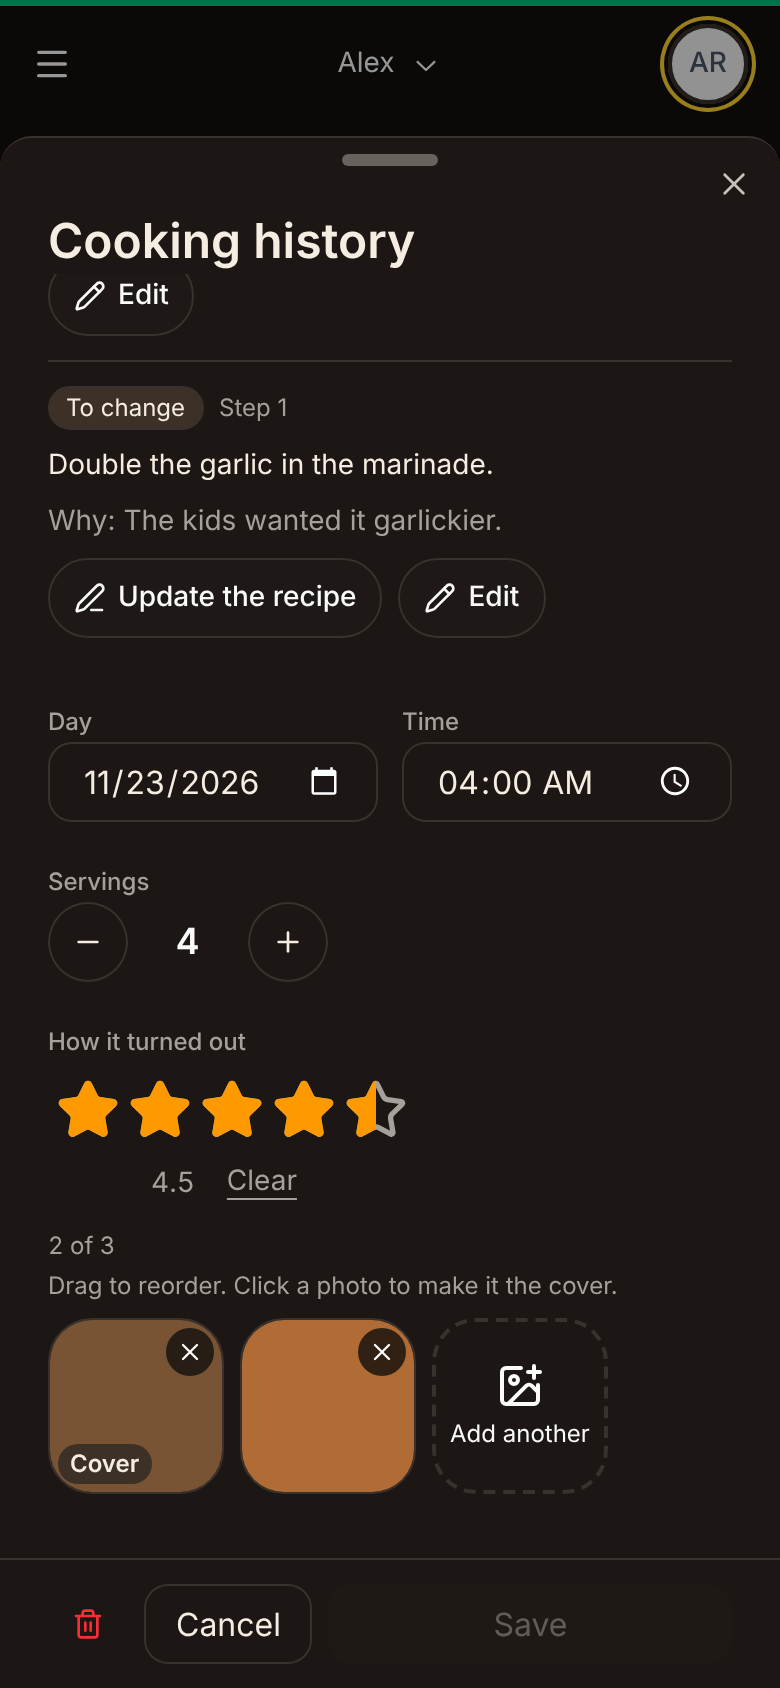 Alex
AR
Cooking history
Edit
To change Step 1
Double the garlic in the marinade.
Why: The kids wanted it garlickier.
Update the recipe Edit
Day Time
11/23/2026 04:00 AM
Servings
4
How it turned out
4.5 Clear
2 of 3
Drag to reorder. Click a photo to make it the cover.
Cover
Add another
Cancel Save